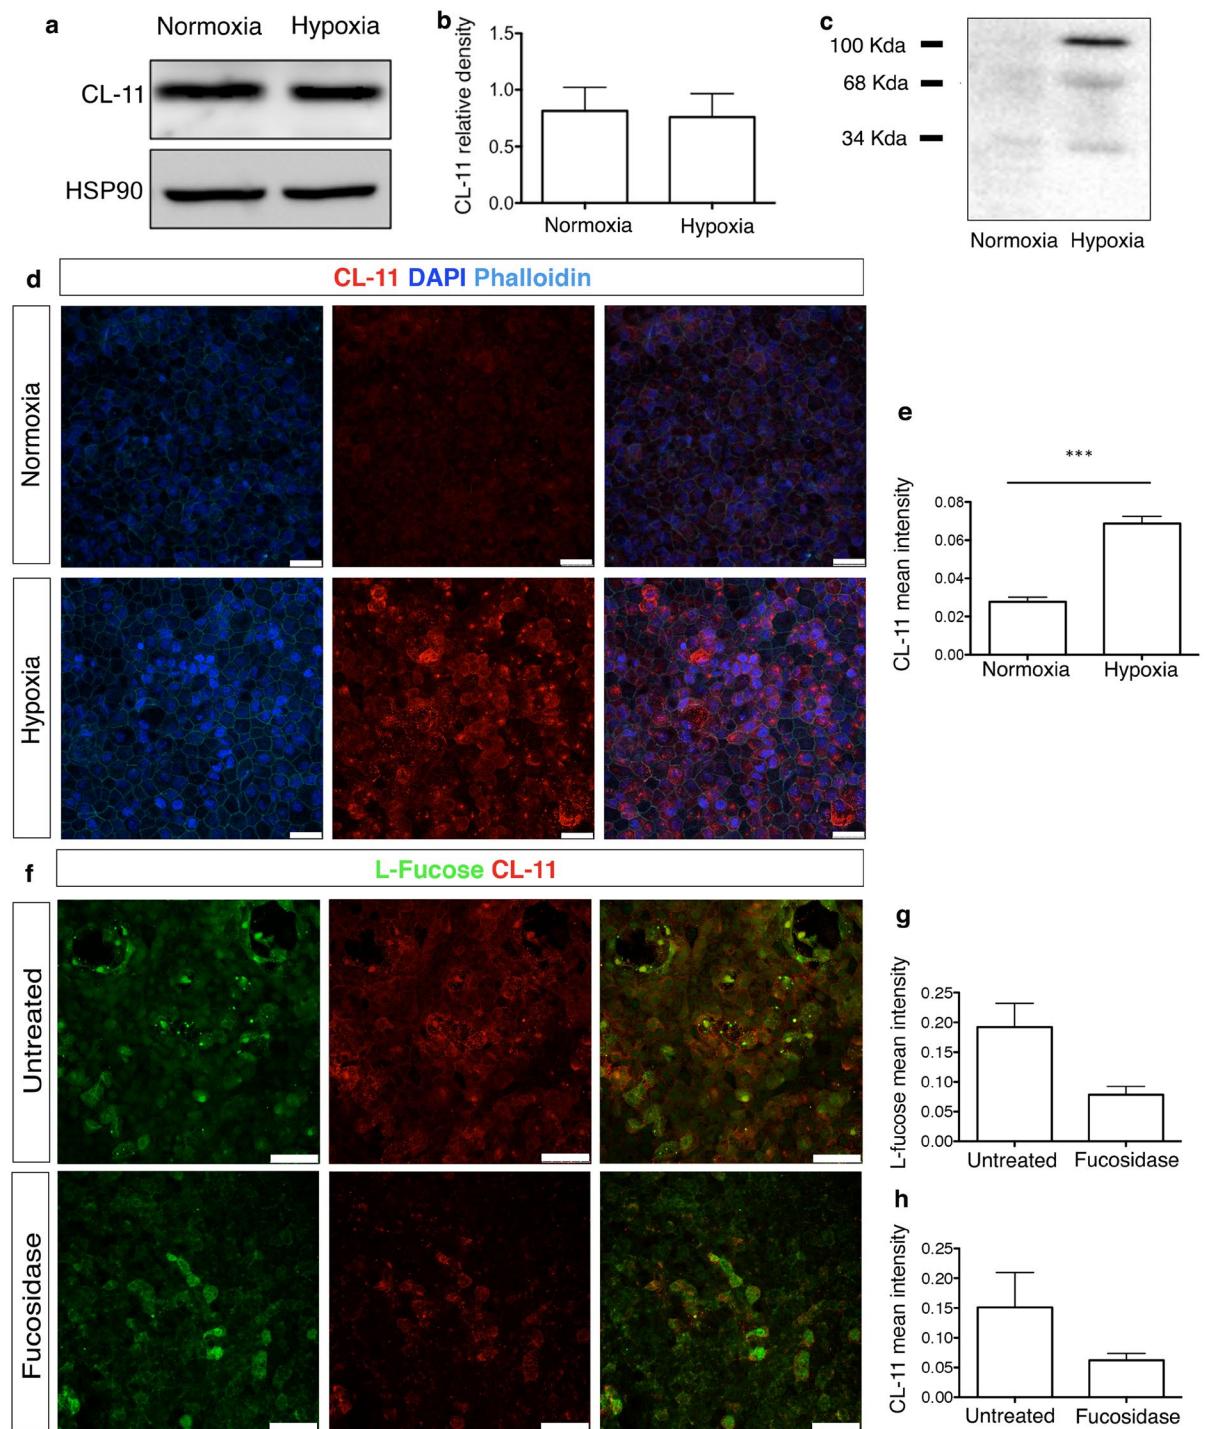 a
Normoxia Hypoxia
CL-11
HSP90
b
CL-11 relative density
1.5
1.0
0.5
0.0
Normoxia Hypoxia
c
100 Kda
68 Kda
34 Kda
Normoxia Hypoxia
d
CL-11 DAPI Phalloidin
Normoxia
Hypoxia
e
***
CL-11 mean intensity
0.08
0.06
0.04
0.02
0.00
Normoxia Hypoxia
f
L-Fucose CL-11
Untreated
Fucosidase
g
L-fucose mean intensity
0.25
0.20
0.15
0.10
0.05
0.00
Untreated Fucosidase
h
CL-11 mean intensity
0.25
0.20
0.15
0.10
0.05
0.00
Untreated Fucosidase